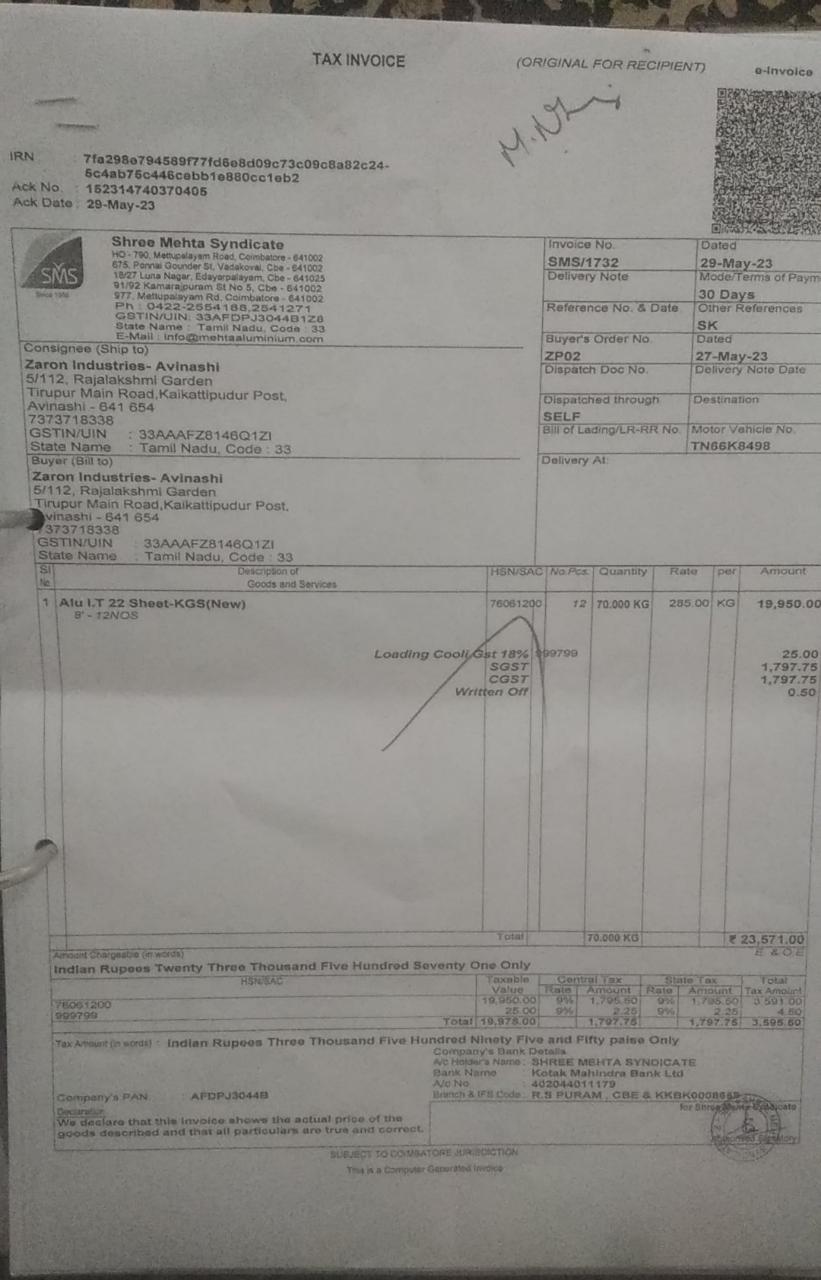 TAX INVOICE
(ORIGINAL FOR RECIPIENT)
e-Invoice
IRN : 7fa298e794589f77fd6e8d09c73c09c8a82c24-
5c4ab75c446cebb1e880cc1eb2
Ack No. : 152314740370405
Ack Date : 29-May-23
SMS
Since 1956
Shree Mehta Syndicate
HO - 790, Mettupalayam Road, Coimbatore - 641002
675, Ponnai Gounder St, Vadakovai, Cbe - 641002
18/27 Luna Nagar, Edayarpalayam, Cbe - 641025
91/92 Kamarajpuram St No 5, Cbe - 641002
977, Mettupalayam Rd, Coimbatore - 641002
Ph : 0422-2554188,2541271
GSTIN/UIN: 33AFDPJ3044B1Z8
State Name : Tamil Nadu, Code : 33
E-Mail : info@mehtaaluminium.com
Invoice No.
SMS/1732
Dated
29-May-23
Delivery Note
Mode/Terms of Paym
30 Days
Reference No. & Date.
Other References
SK
Buyer's Order No.
ZP02
Dated
27-May-23
Dispatch Doc No.
Delivery Note Date
Dispatched through
SELF
Destination
Bill of Lading/LR-RR No.
Motor Vehicle No.
TN66K8498
Delivery At:
Consignee (Ship to)
Zaron Industries- Avinashi
5/112, Rajalakshmi Garden
Tirupur Main Road,Kaikattipudur Post,
Avinashi - 641 654
7373718338
GSTIN/UIN : 33AAAFZ8146Q1ZI
State Name : Tamil Nadu, Code : 33
Buyer (Bill to)
Zaron Industries- Avinashi
5/112, Rajalakshmi Garden
Tirupur Main Road,Kaikattipudur Post,
vinashi - 641 654
7373718338
GSTIN/UIN : 33AAAFZ8146Q1ZI
State Name : Tamil Nadu, Code : 33
Sl No. Description of Goods and Services HSN/SAC No.Pcs. Quantity Rate per Amount
1 Alu I.T 22 Sheet-KGS(New) 76061200 12 70.000 KG 285.00 KG 19,950.00
8' - 12NOS
Loading Cooli Gst 18% 999799 25.00
SGST 1,797.75
CGST 1,797.75
Written Off 0.50
Total 70.000 KG ₹ 23,571.00
Amount Chargeable (in words) E & O.E
Indian Rupees Twenty Three Thousand Five Hundred Seventy One Only
HSN/SAC Taxable Value Central Tax Rate Amount State Tax Rate Amount Total Tax Amount
76061200 19,950.00 9% 1,795.50 9% 1,795.50 3,591.00
999799 25.00 9% 2.25 9% 2.25 4.50
Total 19,975.00 1,797.75 1,797.75 3,595.50
Tax Amount (in words) : Indian Rupees Three Thousand Five Hundred Ninety Five and Fifty paise Only
Company's Bank Details
A/c Holder's Name : SHREE MEHTA SYNDICATE
Bank Name : Kotak Mahindra Bank Ltd
A/c No. : 402044011179
Company's PAN : AFDPJ3044B
Branch & IFS Code : R.S PURAM , CBE &
Declaration
We declare that this invoice shows the actual price of the
goods described and that all particulars are true and correct.
for Shree Mehta Syndicate
Authorised Signatory
SUBJECT TO COIMBATORE JURISDICTION
This is a Computer Generated Invoice